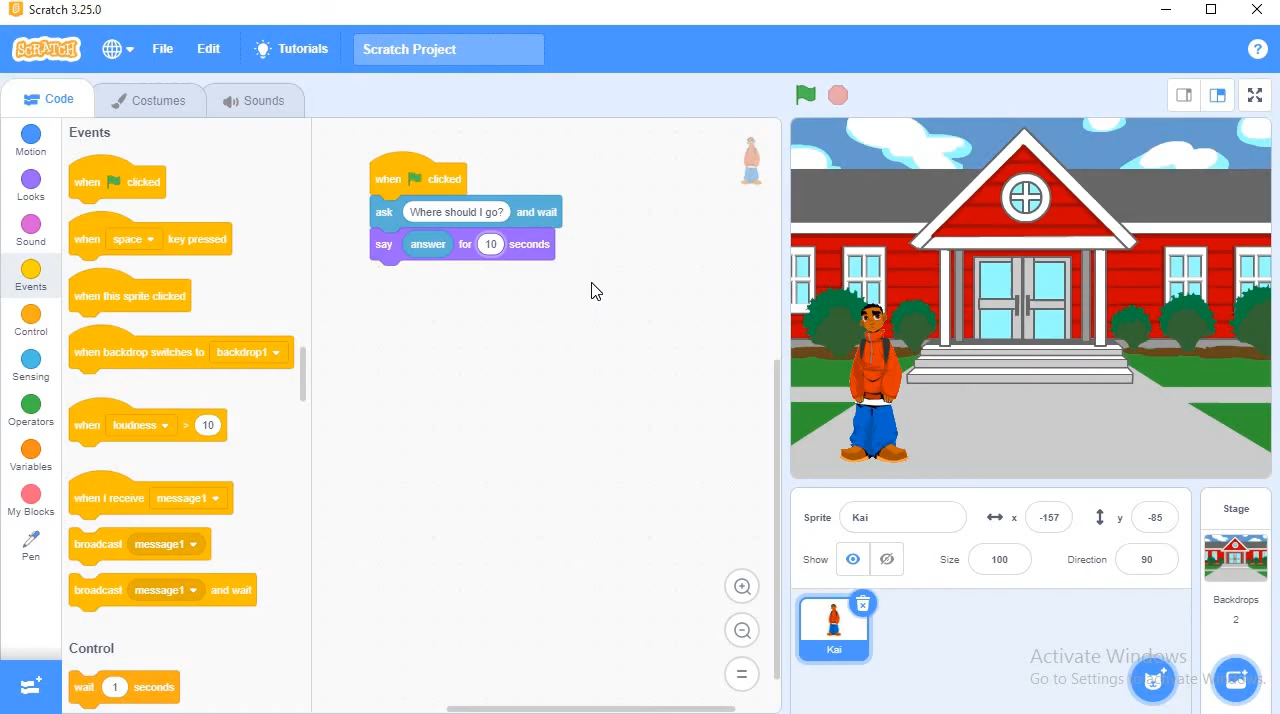 Scratch 3.25.0
SCRATCH File Edit Tutorials Scratch Project ?
Code Costumes Sounds
Motion
Looks
Sound
Events
Control
Sensing
Operators
Variables
My Blocks
Pen
Events
when clicked
when space key pressed
when this sprite clicked
when backdrop switches to backdrop1
when loudness > 10
when I receive message1
broadcast message1
broadcast message1 and wait
Control
wait 1 seconds
when clicked
ask Where should I go? and wait
say answer for 10 seconds
Sprite Kai x -157 y -85
Show Size 100 Direction 90
Kai
Stage
Backdrops
2
Activate Windows
Go to Settings to activate Windows.